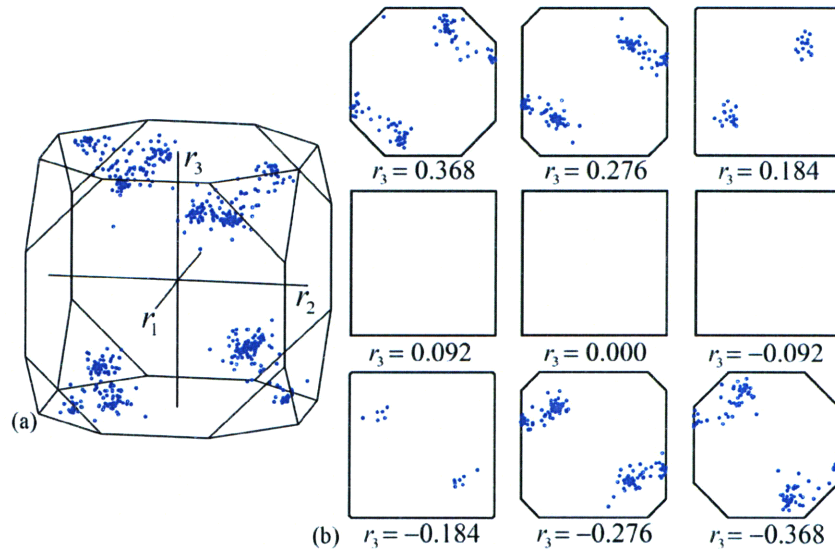 r₃
r₂
r₁
(a)
r₃ = 0.368
r₃ = 0.276
r₃ = 0.184
r₃ = 0.092
r₃ = 0.000
r₃ = −0.092
(b)
r₃ = −0.184
r₃ = −0.276
r₃ = −0.368